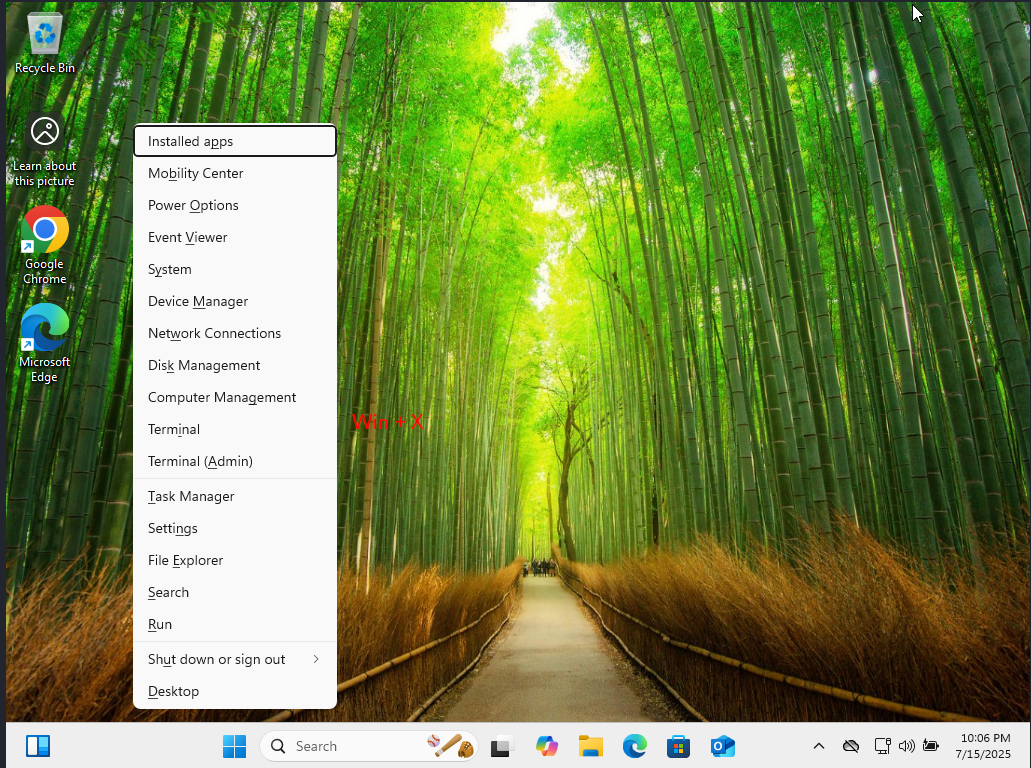 Recycle Bin
Learn about
this picture
Google
Chrome
Microsoft
Edge
Installed apps
Mobility Center
Power Options
Event Viewer
System
Device Manager
Network Connections
Disk Management
Computer Management
Terminal
Terminal (Admin)
Task Manager
Settings
File Explorer
Search
Run
Shut down or sign out
Desktop
Win + X
Search
10:06 PM
7/15/2025